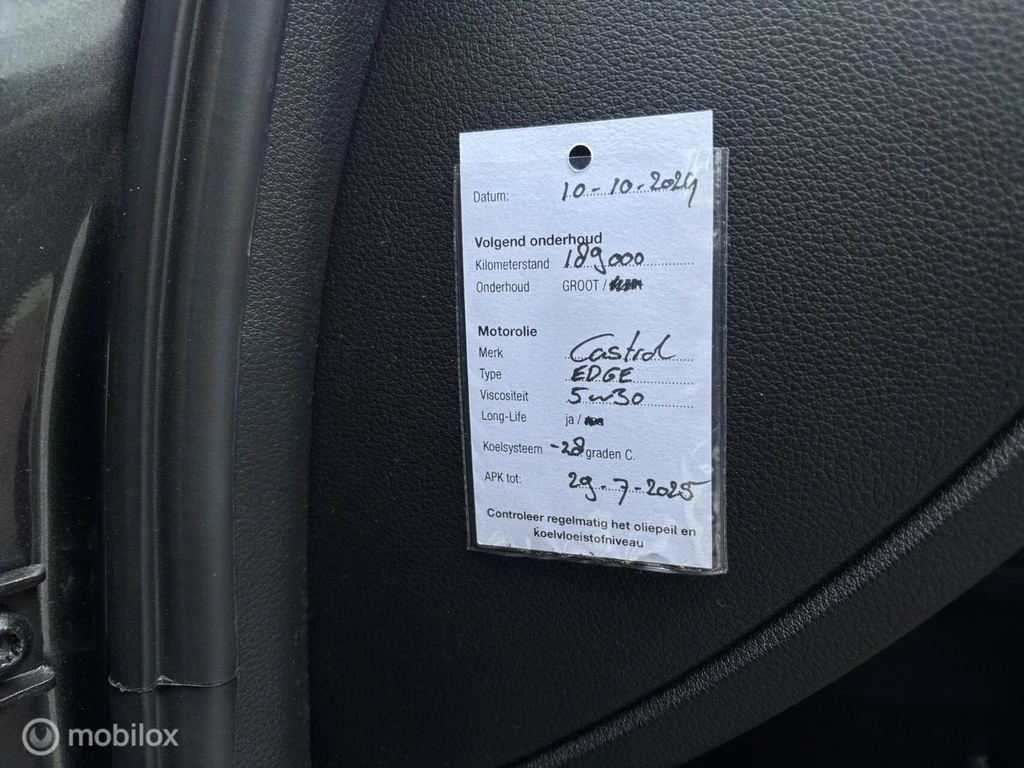 Datum: 10-10-2024
Volgend onderhoud
Kilometerstand 189000
Onderhoud GROOT /
Motorolie
Merk Castrol
Type EDGE
Viscositeit 5w30
Long-Life ja /
Koelsysteem -28 graden C.
APK tot: 29-7-2025
Controleer regelmatig het oliepeil en
koelvloeistofniveau
mobilox